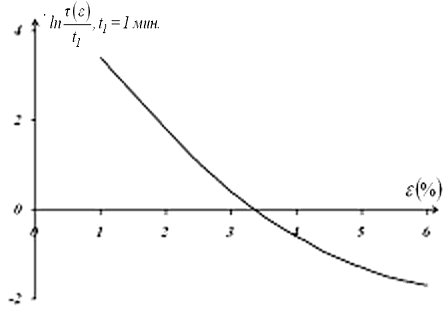 4
ln τ(ε)/t₁, t₁ = 1 мин.
2
ε(%)
0
0 1 2 3 4 5 6
-2